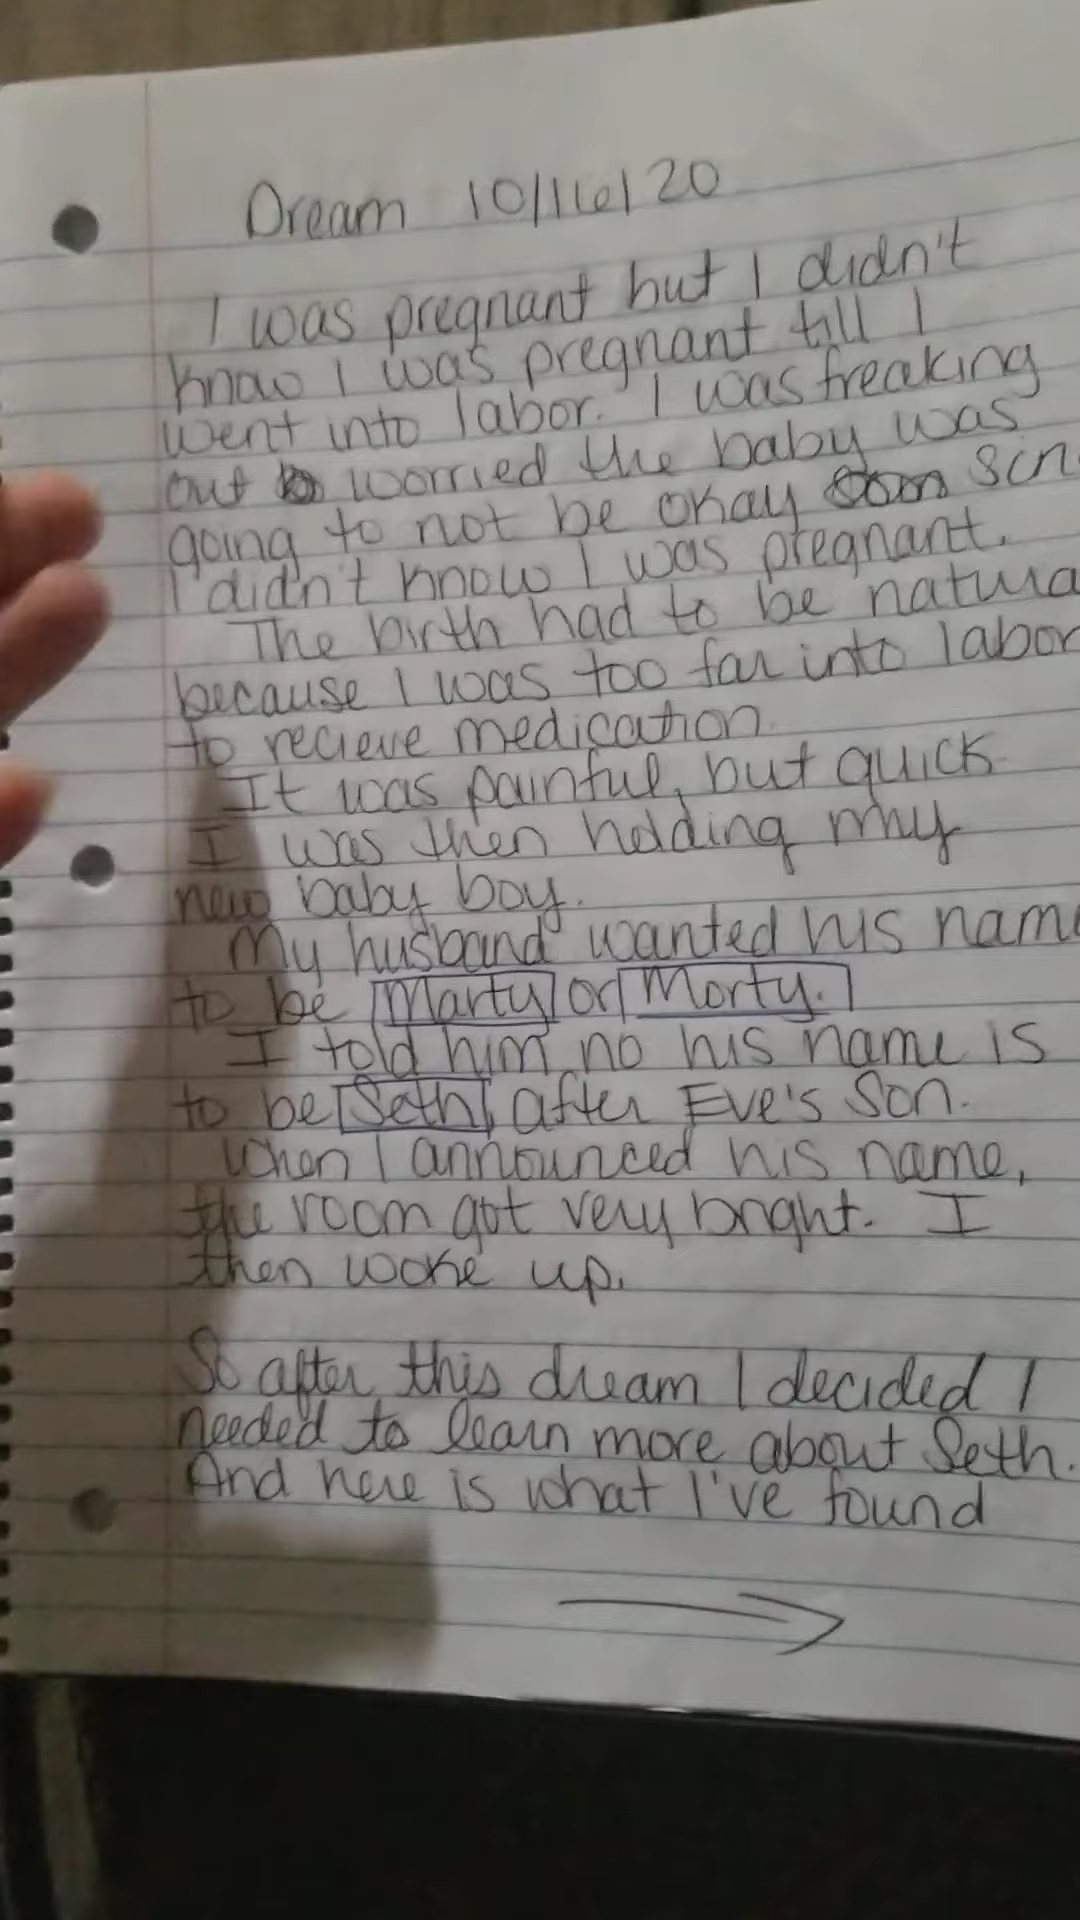 Dream 10/16/20
I was pregnant but I didn't
know I was pregnant till I
went into labor. I was freaking
out worried the baby was
going to not be okay sin
I didn't know I was pregnant.
The birth had to be natura
because I was too far into labor
to recieve medication.
It was painful, but quick.
I was then holding my
new baby boy.
My husband wanted his name
to be Marty or Morty.
I told him no his name is
to be Seth, after Eve's Son.
When I announced his name,
the room got very bright. I
then woke up.
So after this dream I decided I
needed to learn more about Seth.
And here is what I've found